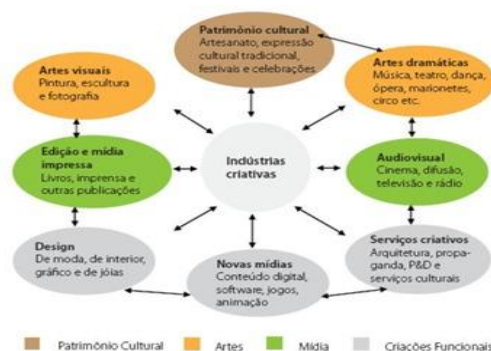 Patrimônio cultural
Artesanato, expressão
cultural tradicional,
festivais e celebrações
Artes visuais
Pintura, escultura
e fotografia
Artes dramáticas
Música, teatro, dança,
ópera, marionetes,
circo etc.
Edição e mídia
impressa
Livros, imprensa e
outras publicações
Indústrias
criativas
Audiovisual
Cinema, difusão,
televisão e rádio
Design
De moda, de interior,
gráfico e de jóias
Novas mídias
Conteúdo digital,
software, jogos,
animação
Serviços criativos
Arquitetura, propa-
ganda, P&D e
serviços culturais
Patrimônio Cultural Artes Mídia Criações Funcionais